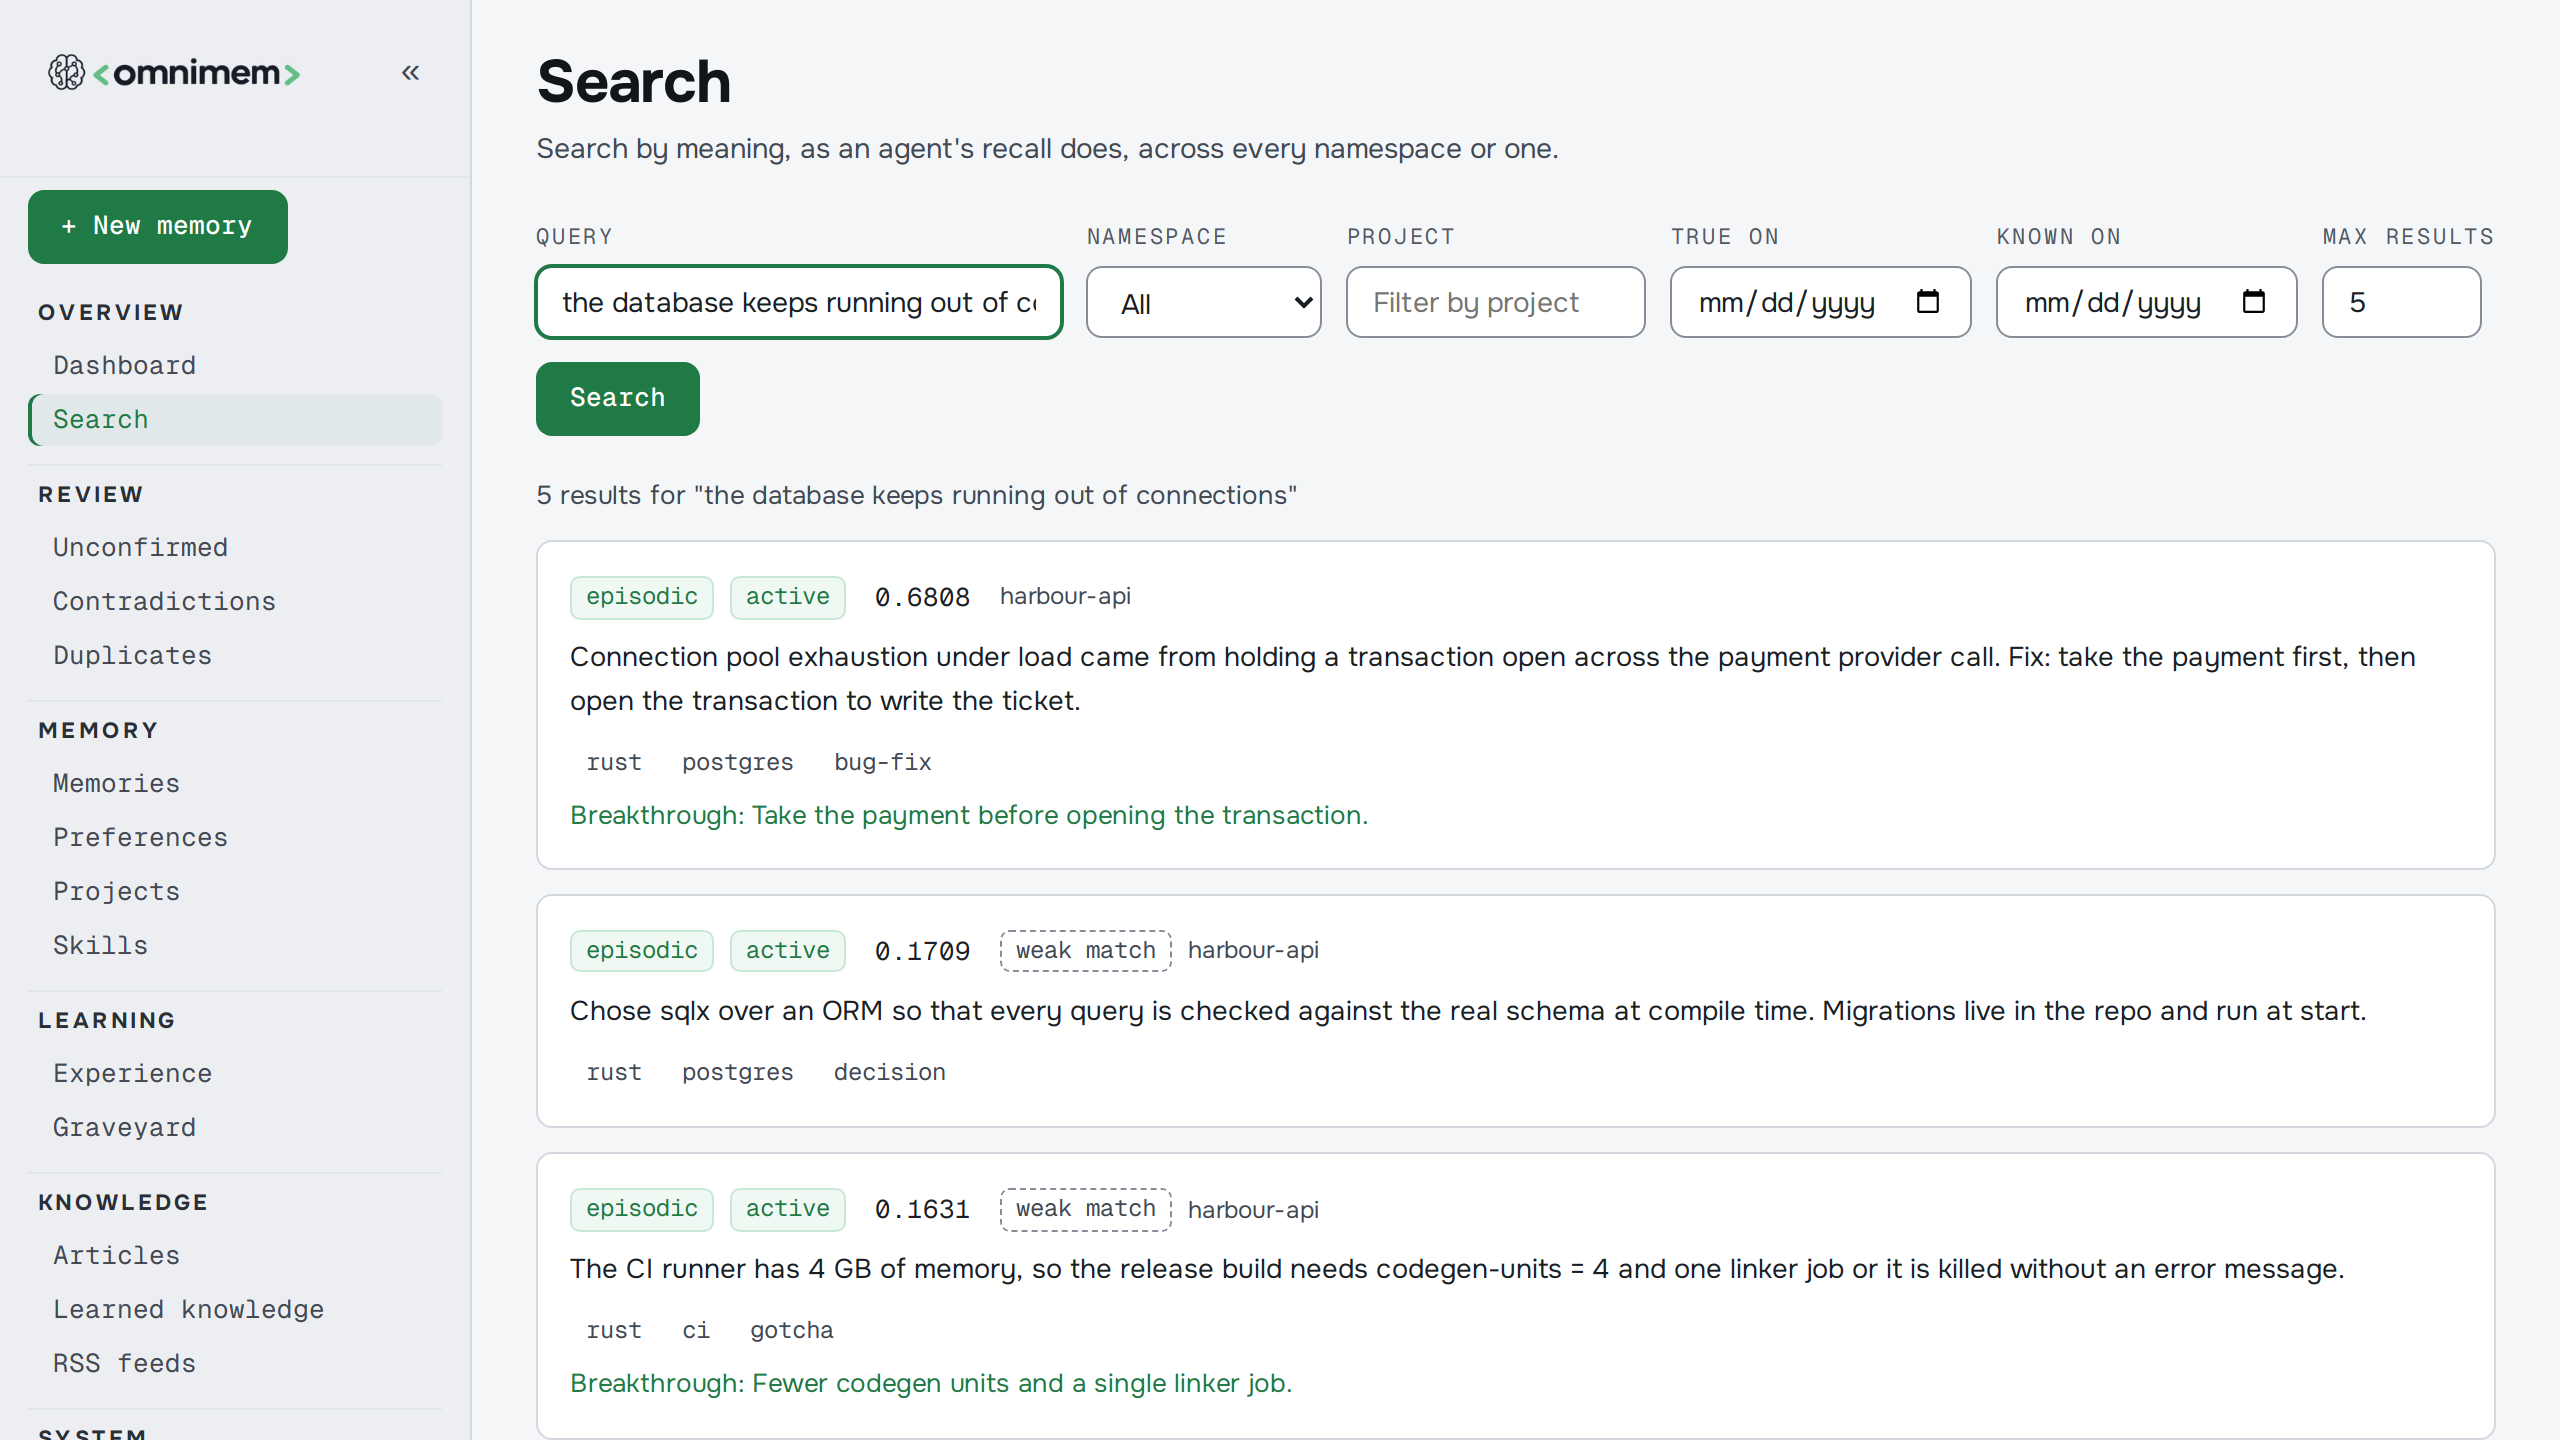 <omnimem>
«
+ New memory
OVERVIEW
Dashboard
Search
REVIEW
Unconfirmed
Contradictions
Duplicates
MEMORY
Memories
Preferences
Projects
Skills
LEARNING
Experience
Graveyard
KNOWLEDGE
Articles
Learned knowledge
RSS feeds
SYSTEM
Search
Search by meaning, as an agent's recall does, across every namespace or one.
QUERY NAMESPACE PROJECT TRUE ON KNOWN ON MAX RESULTS
the database keeps running out of All Filter by project mm/dd/yyyy mm/dd/yyyy 5
Search
5 results for "the database keeps running out of connections"
episodic active 0.6808 harbour-api
Connection pool exhaustion under load came from holding a transaction open across the payment provider call. Fix: take the payment first, then
open the transaction to write the ticket.
rust postgres bug-fix
Breakthrough: Take the payment before opening the transaction.
episodic active 0.1709 weak match harbour-api
Chose sqlx over an ORM so that every query is checked against the real schema at compile time. Migrations live in the repo and run at start.
rust postgres decision
episodic active 0.1631 weak match harbour-api
The CI runner has 4 GB of memory, so the release build needs codegen-units = 4 and one linker job or it is killed without an error message.
rust ci gotcha
Breakthrough: Fewer codegen units and a single linker job.